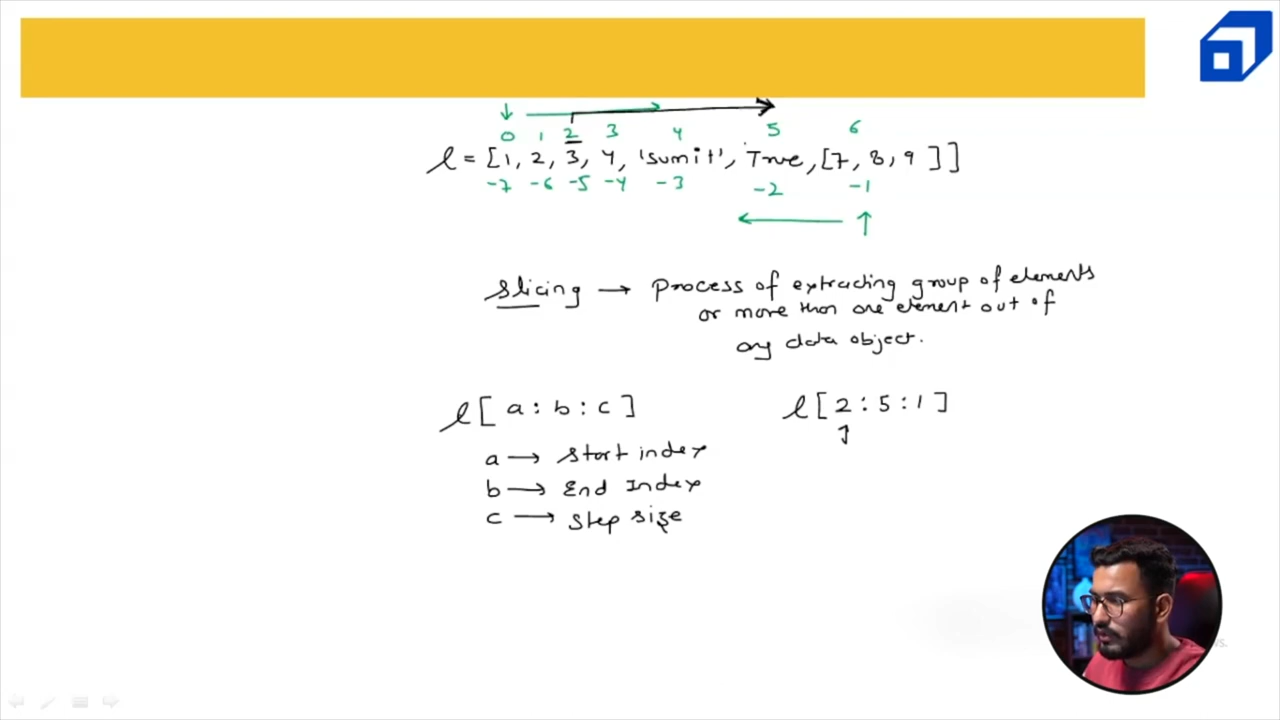 0 1 2 3 4 5 6
l = [1, 2, 3, 4, 'sumit', True, [7, 8, 9]]
-7 -6 -5 -4 -3 -2 -1
Slicing → Process of extracting group of elements
or more than one element out of
any data object.
l[a:b:c] l[2:5:1]
a → Start index
b → End Index
c → Step size